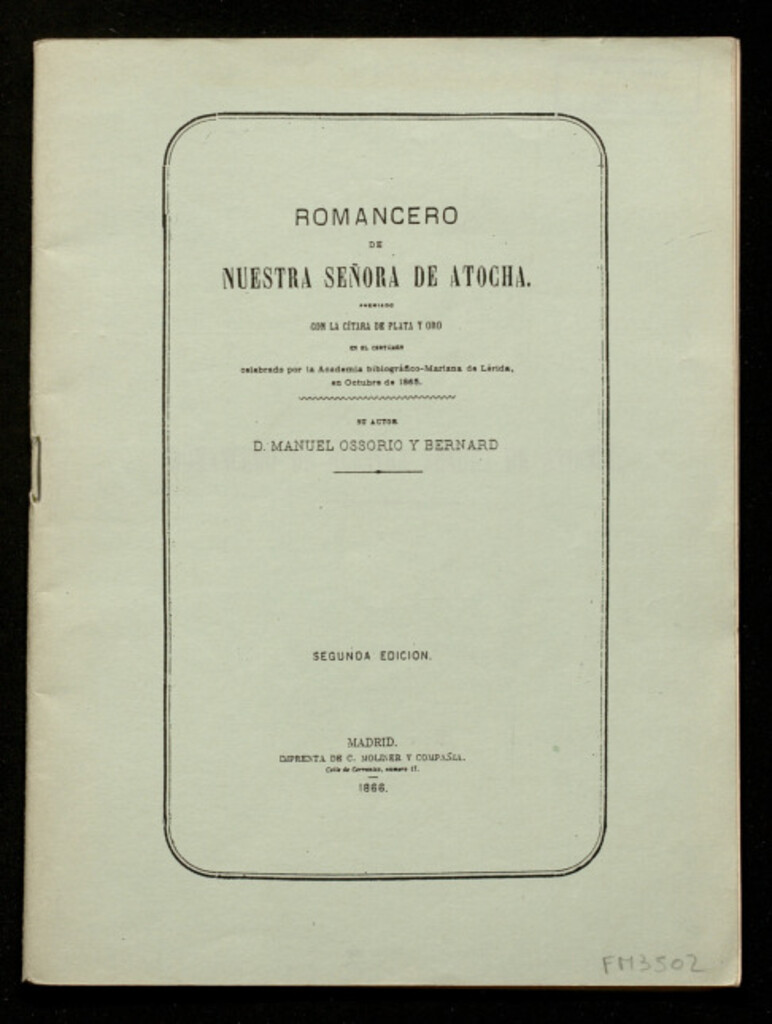 ROMANCERO
DE
NUESTRA SEÑORA DE ATOCHA.
PREMIADO
CON LA CÍTARA DE PLATA Y ORO
EN EL CERTÁMEN
celebrado por la Academia bibliográfico-Mariana de Lérida,
en Octubre de 1865.
SU AUTOR
D. MANUEL OSSORIO Y BERNARD
SEGUNDA EDICION.
MADRID.
IMPRENTA DE C. MOLINER Y COMPAÑÍA.
Calle de Cervantes, número 17.
1866.
FM3502